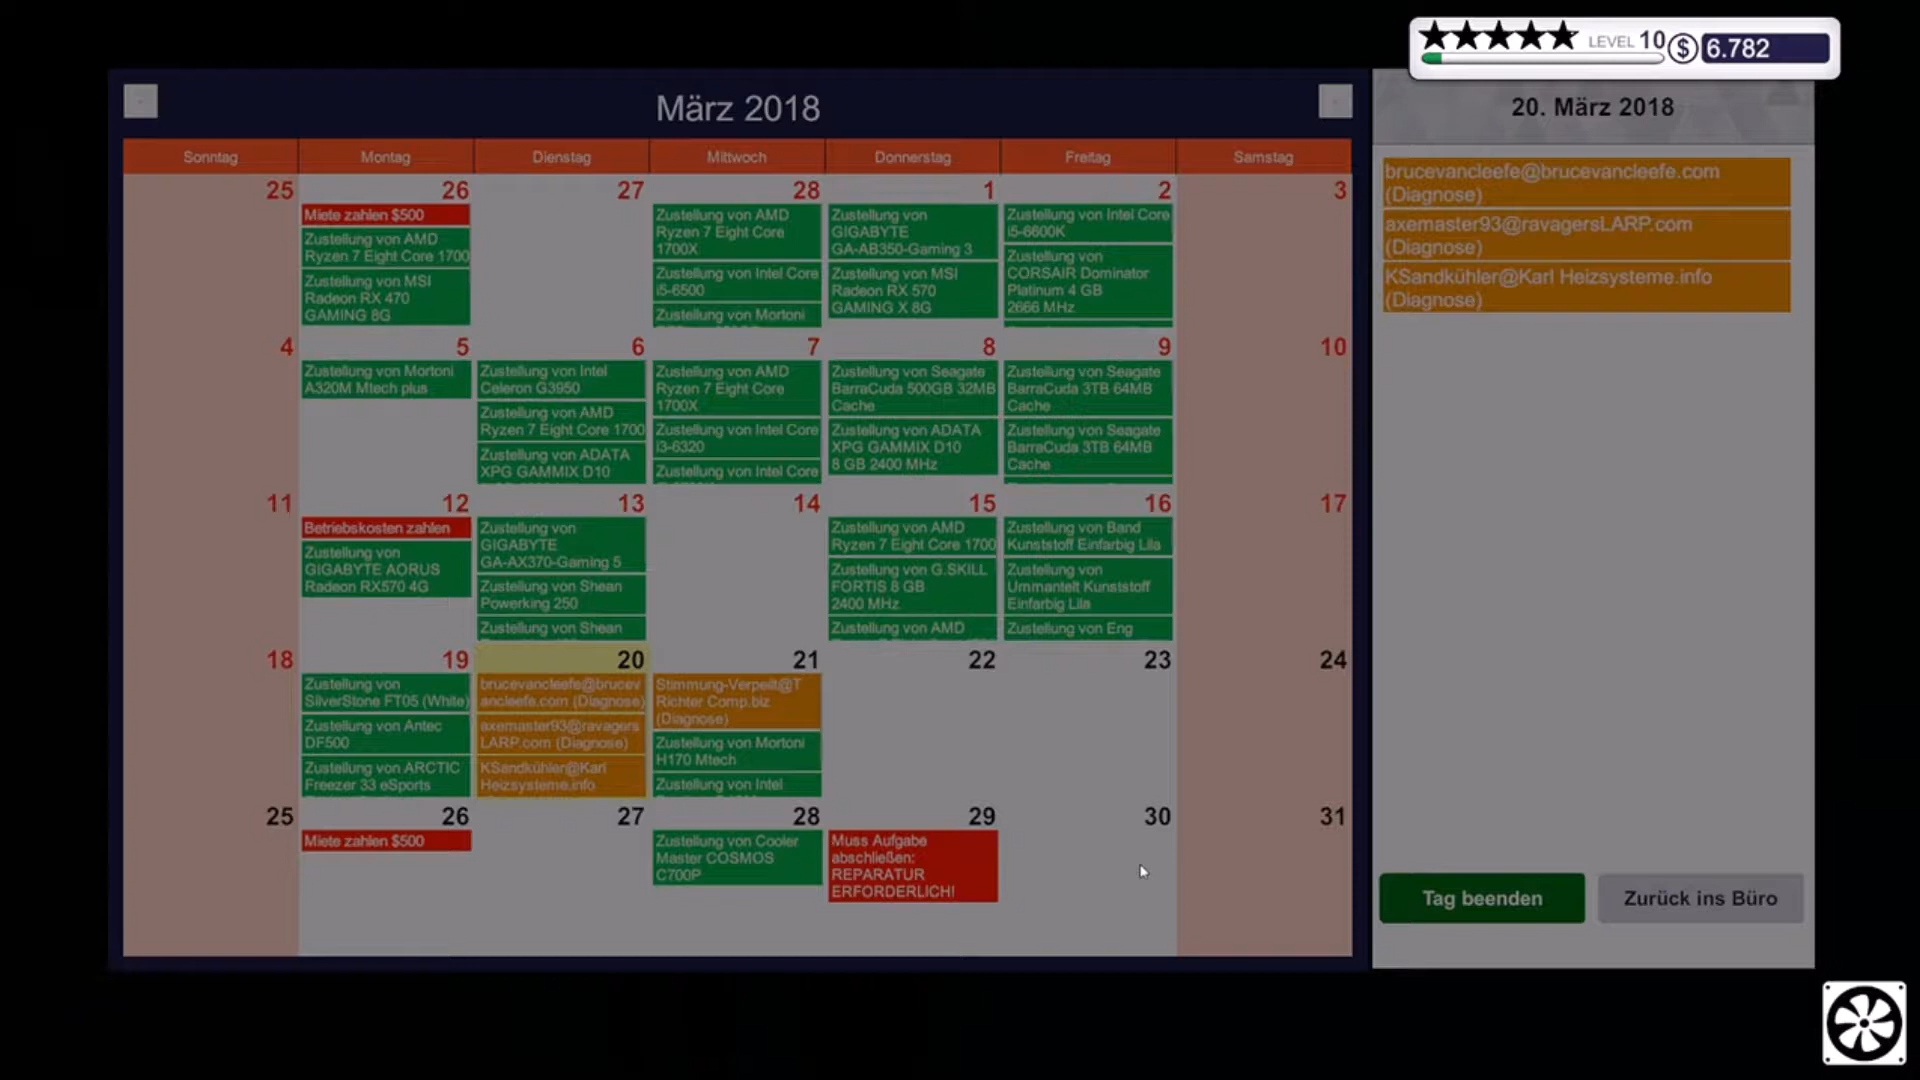 LEVEL 10
$ 6.782
März 2018
20. März 2018
Sonntag
Montag
Dienstag
Mittwoch
Donnerstag
Freitag
Samstag
25
26
Miete zahlen $500
Zustellung von AMD
Ryzen 7 Eight Core 1700
Zustellung von MSI
Radeon RX 470
GAMING 8G
27
28
Zustellung von AMD
Ryzen 7 Eight Core
1700X
Zustellung von Intel Core
i5-6500
Zustellung von Mortoni
1
Zustellung von
GIGABYTE
GA-AB350-Gaming 3
Zustellung von MSI
Radeon RX 570
GAMING X 8G
2
Zustellung von Intel Core
i5-6600K
Zustellung von
CORSAIR Dominator
Platinum 4 GB
2666 MHz
3
4
5
Zustellung von Mortoni
A320M Mtech plus
6
Zustellung von Intel
Celeron G3950
Zustellung von AMD
Ryzen 7 Eight Core 1700
Zustellung von ADATA
XPG GAMMIX D10
7
Zustellung von AMD
Ryzen 7 Eight Core
1700X
Zustellung von Intel Core
i3-6320
Zustellung von Intel Core
8
Zustellung von Seagate
BarraCuda 500GB 32MB
Cache
Zustellung von ADATA
XPG GAMMIX D10
8 GB 2400 MHz
9
Zustellung von Seagate
BarraCuda 3TB 64MB
Cache
Zustellung von Seagate
BarraCuda 3TB 64MB
Cache
10
11
12
Betriebskosten zahlen
Zustellung von
GIGABYTE AORUS
Radeon RX570 4G
13
Zustellung von
GIGABYTE
GA-AX370-Gaming 5
Zustellung von Shean
Powerking 250
Zustellung von Shean
14
15
Zustellung von AMD
Ryzen 7 Eight Core 1700
Zustellung von G.SKILL
FORTIS 8 GB
2400 MHz
Zustellung von AMD
16
Zustellung von Band
Kunststoff Einfarbig Lila
Zustellung von
Ummantelt Kunststoff
Einfarbig Lila
Zustellung von Eng
17
18
19
Zustellung von
SilverStone FT05 (White)
Zustellung von Antec
DF500
Zustellung von ARCTIC
Freezer 33 eSports
20
brucevancleefe@brucev
ancleefe.com (Diagnose)
axemaster93@ravagers
LARP.com (Diagnose)
KSandkühler@Karl
Heizsysteme.info
21
Stimmung-Verpeilt@T
Richter Comp.biz
(Diagnose)
Zustellung von Mortoni
H170 Mtech
Zustellung von Intel
22
23
24
25
26
Miete zahlen $500
27
28
Zustellung von Cooler
Master COSMOS
C700P
29
Muss Aufgabe
abschließen:
REPARATUR
ERFORDERLICH!
30
31
brucevancleefe@brucevancleefe.com
(Diagnose)
axemaster93@ravagersLARP.com
(Diagnose)
KSandkühler@Karl Heizsysteme.info
(Diagnose)
Tag beenden
Zurück ins Büro